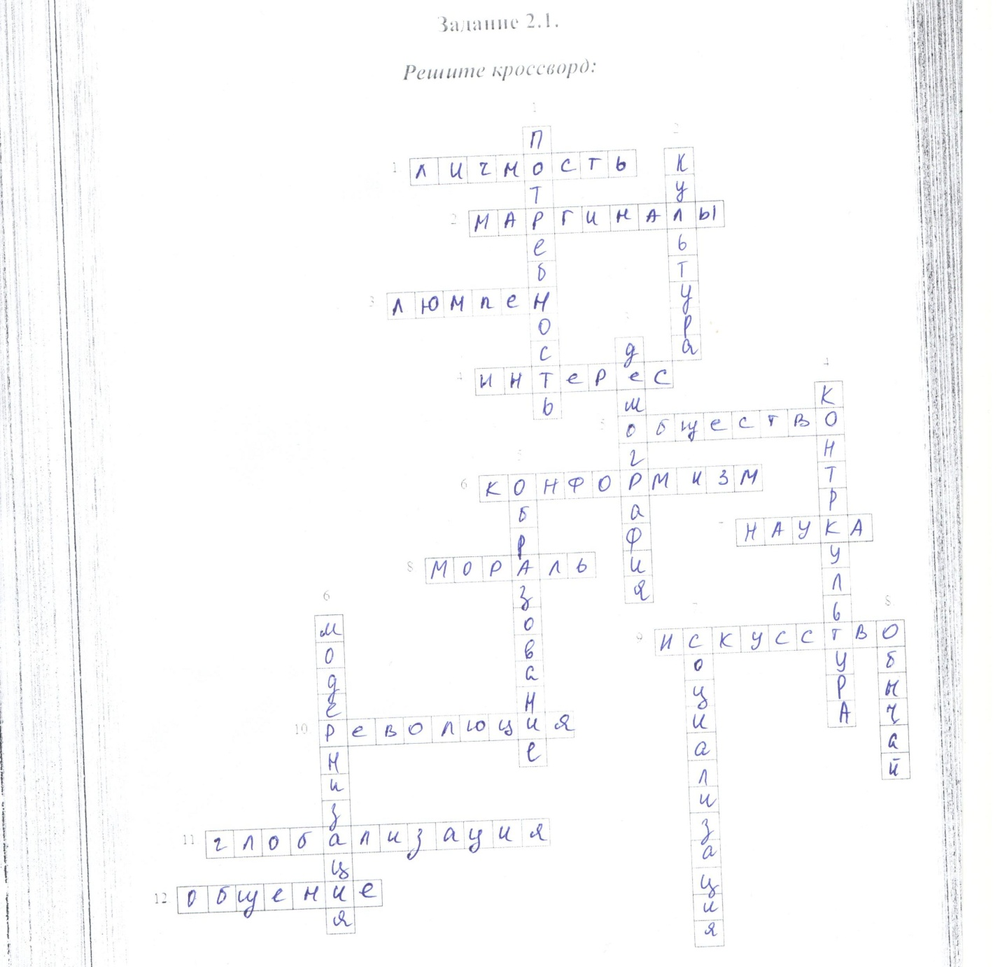 Задание 2.1.
Решите кроссворд:
1
2
1 личность
потребность
культура
2 маргиналы
3 люмпен
4 интерес
демография
4
контркультура
5 обществo
5
6 конформизм
образование
7 наука
8 мораль
6
модернизация
7
8
9 искусство
социализация
обычай
10 революция
11 глобализация
12 общение